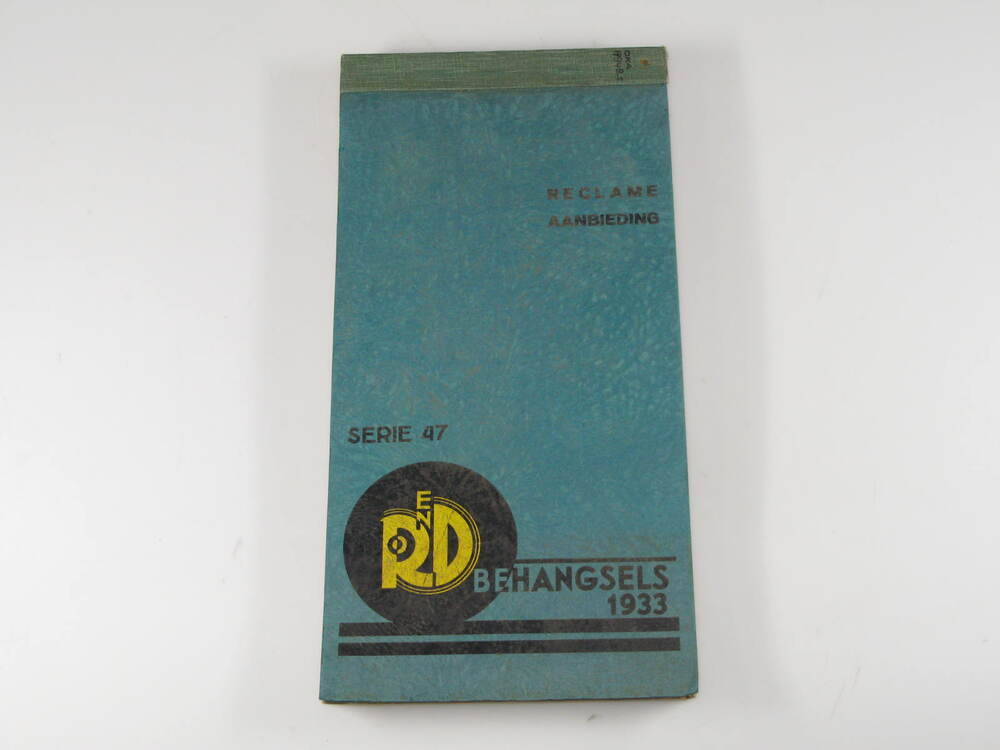 RECLAME
AANBIEDING
SERIE 47
R EN D
BEHANGSELS
1933